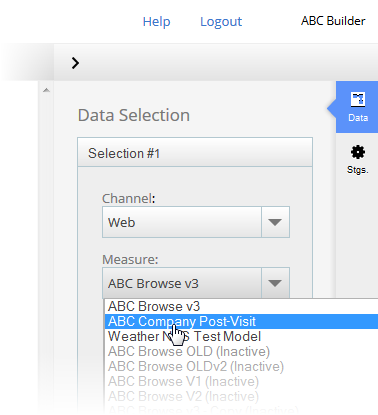 Help Logout ABC Builder
Data Selection
Data
Selection #1
Stgs.
Channel:
Web
Measure:
ABC Browse v3
ABC Browse v3
ABC Company Post-Visit
Weather Test Model
ABC Browse OLD (Inactive)
ABC Browse OLDv2 (Inactive)
ABC Browse V1 (Inactive)
ABC Browse V2 (Inactive)